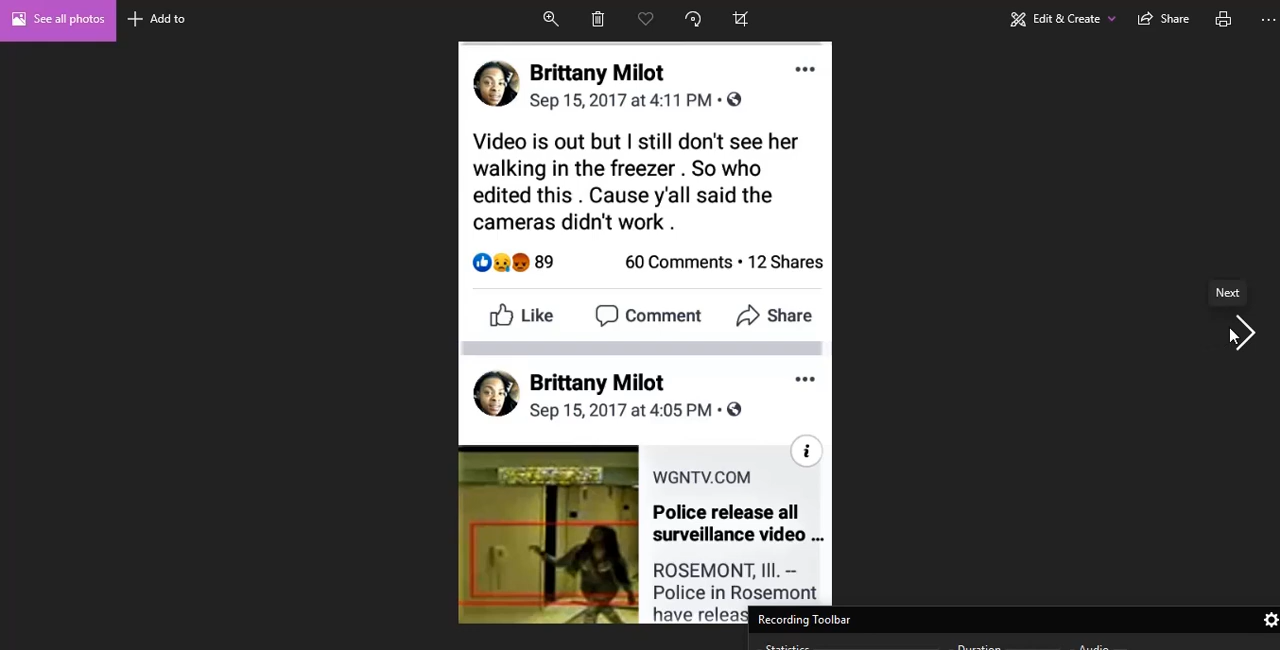 See all photos
Add to
Edit & Create
Share
Brittany Milot
Sep 15, 2017 at 4:11 PM •
Video is out but I still don't see her
walking in the freezer . So who
edited this . Cause y'all said the
cameras didn't work .
89
60 Comments • 12 Shares
Like
Comment
Share
Next
Brittany Milot
Sep 15, 2017 at 4:05 PM •
WGNTV.COM
Police release all
surveillance video ...
ROSEMONT, Ill. --
Police in Rosemont
have releas
Recording Toolbar
Statistics
Duration
Audio